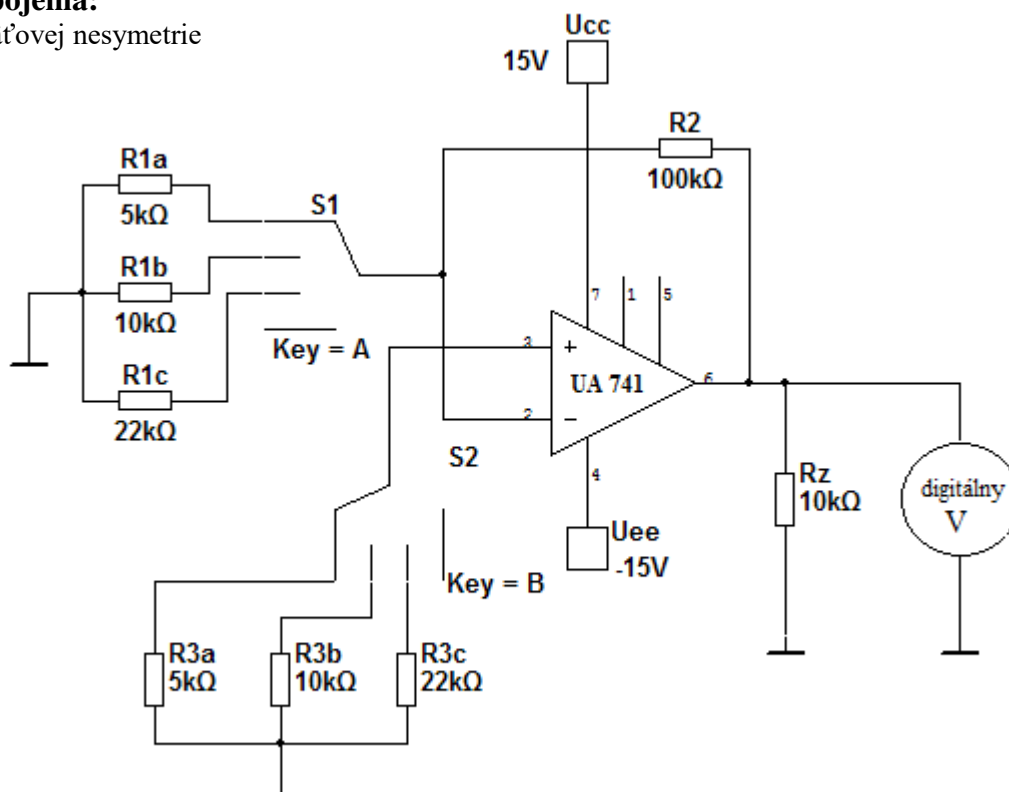 aťovej nesymetrie
Ucc
15V
R2
100kΩ
R1a
5kΩ
S1
R1b
10kΩ
Key = A
R1c
22kΩ
7
1
5
3
+
UA 741
6
2
−
4
S2
Rz
10kΩ
digitálny
V
Uee
-15V
Key = B
R3a
5kΩ
R3b
10kΩ
R3c
22kΩ